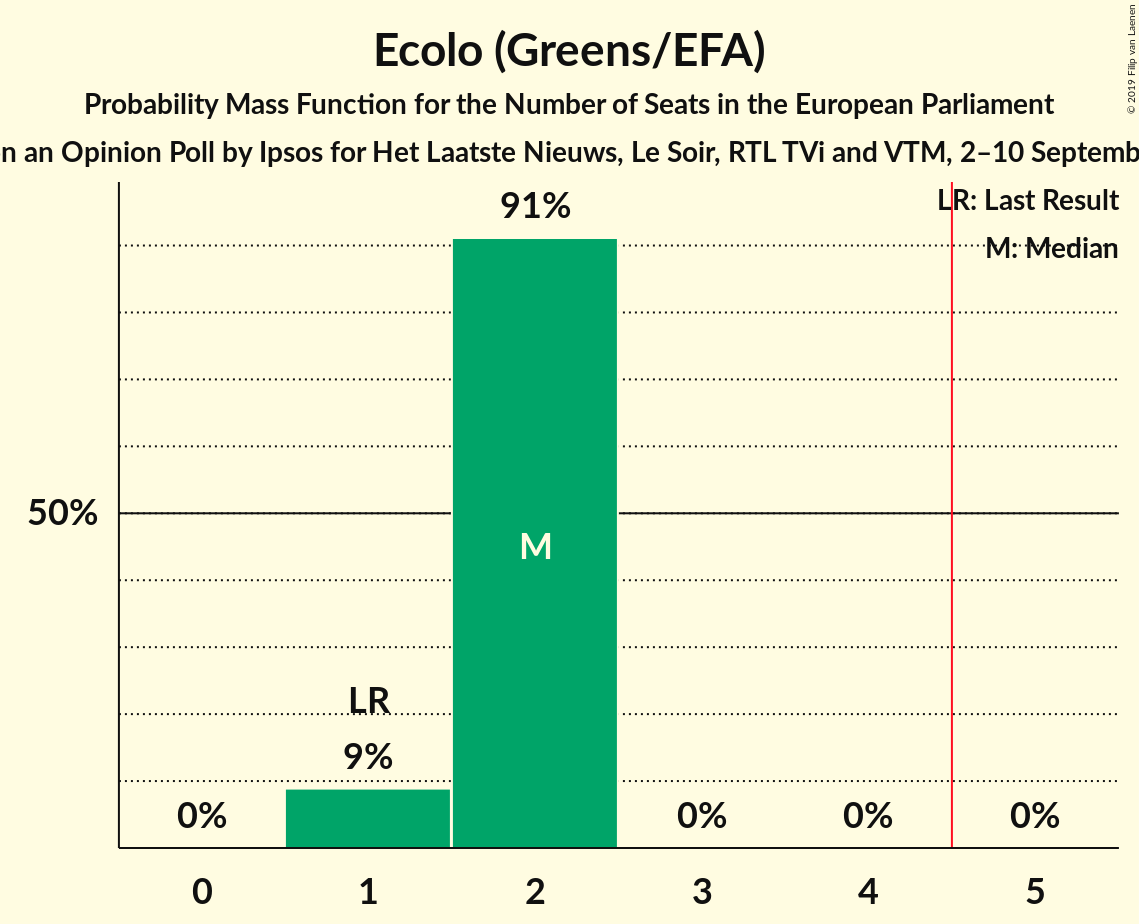 Ecolo (Greens/EFA)
Probability Mass Function for the Number of Seats in the European Parliament
an Opinion Poll by Ipsos for Het Laatste Nieuws, Le Soir, RTL TVi and VTM, 2–10
© 2019 Filip van Laenen
LR: Last Result
M: Median
91%
50%
M
LR
9%
0%
0%
0%
0%
0 1 2 3 4 5